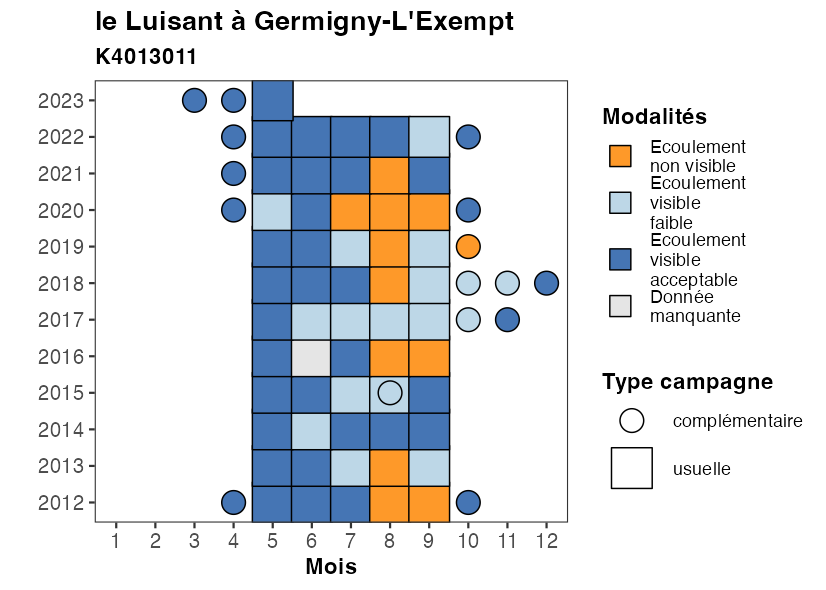 le Luisant à Germigny-L'Exempt
K4013011
2023
2022
2021
2020
2019
2018
2017
2016
2015
2014
2013
2012
1 2 3 4 5 6 7 8 9 10 11 12
Mois
Modalités
Ecoulement
non visible
Ecoulement
visible
faible
Ecoulement
visible
acceptable
Donnée
manquante
Type campagne
complémentaire
usuelle